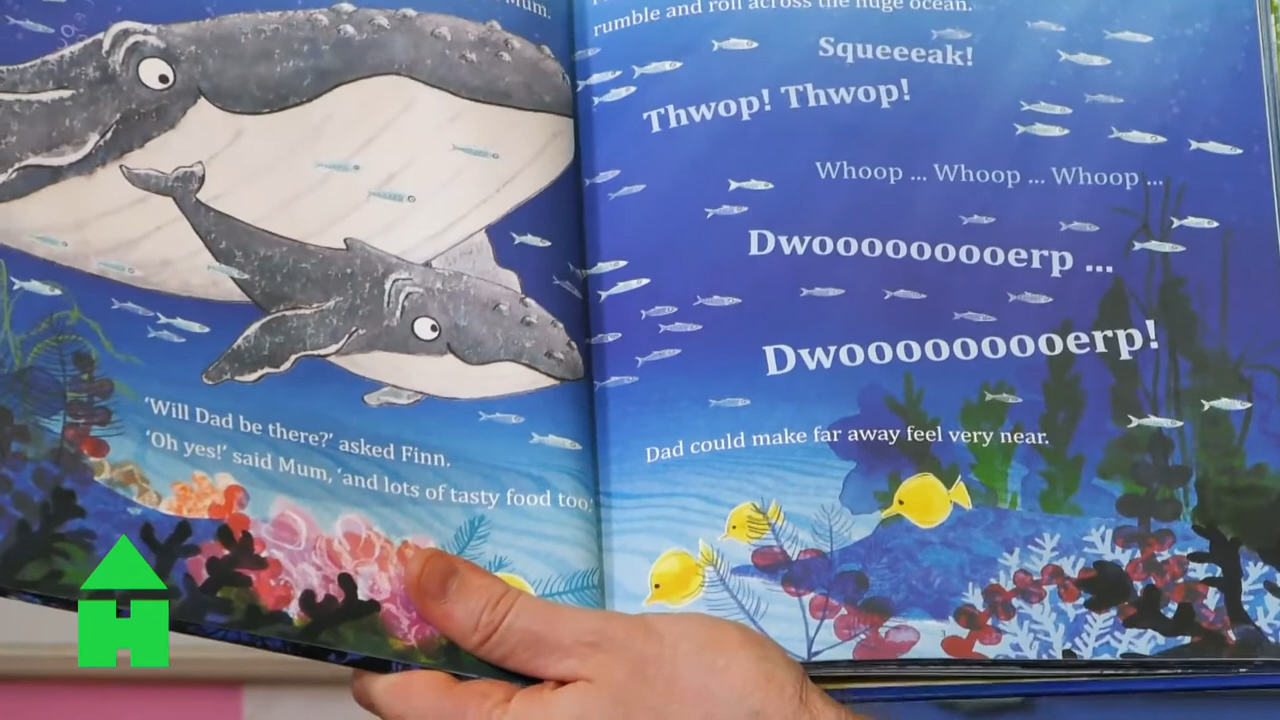 Mum.
'Will Dad be there?' asked Finn.
'Oh yes!' said Mum, 'and lots of tasty food too.'
rumble and roll across the huge ocean.
Squeeeak!
Thwop! Thwop!
Whoop ... Whoop ... Whoop ...
Dwooooooooerp ...
Dwoooooooooerp!
Dad could make far away feel very near.
H